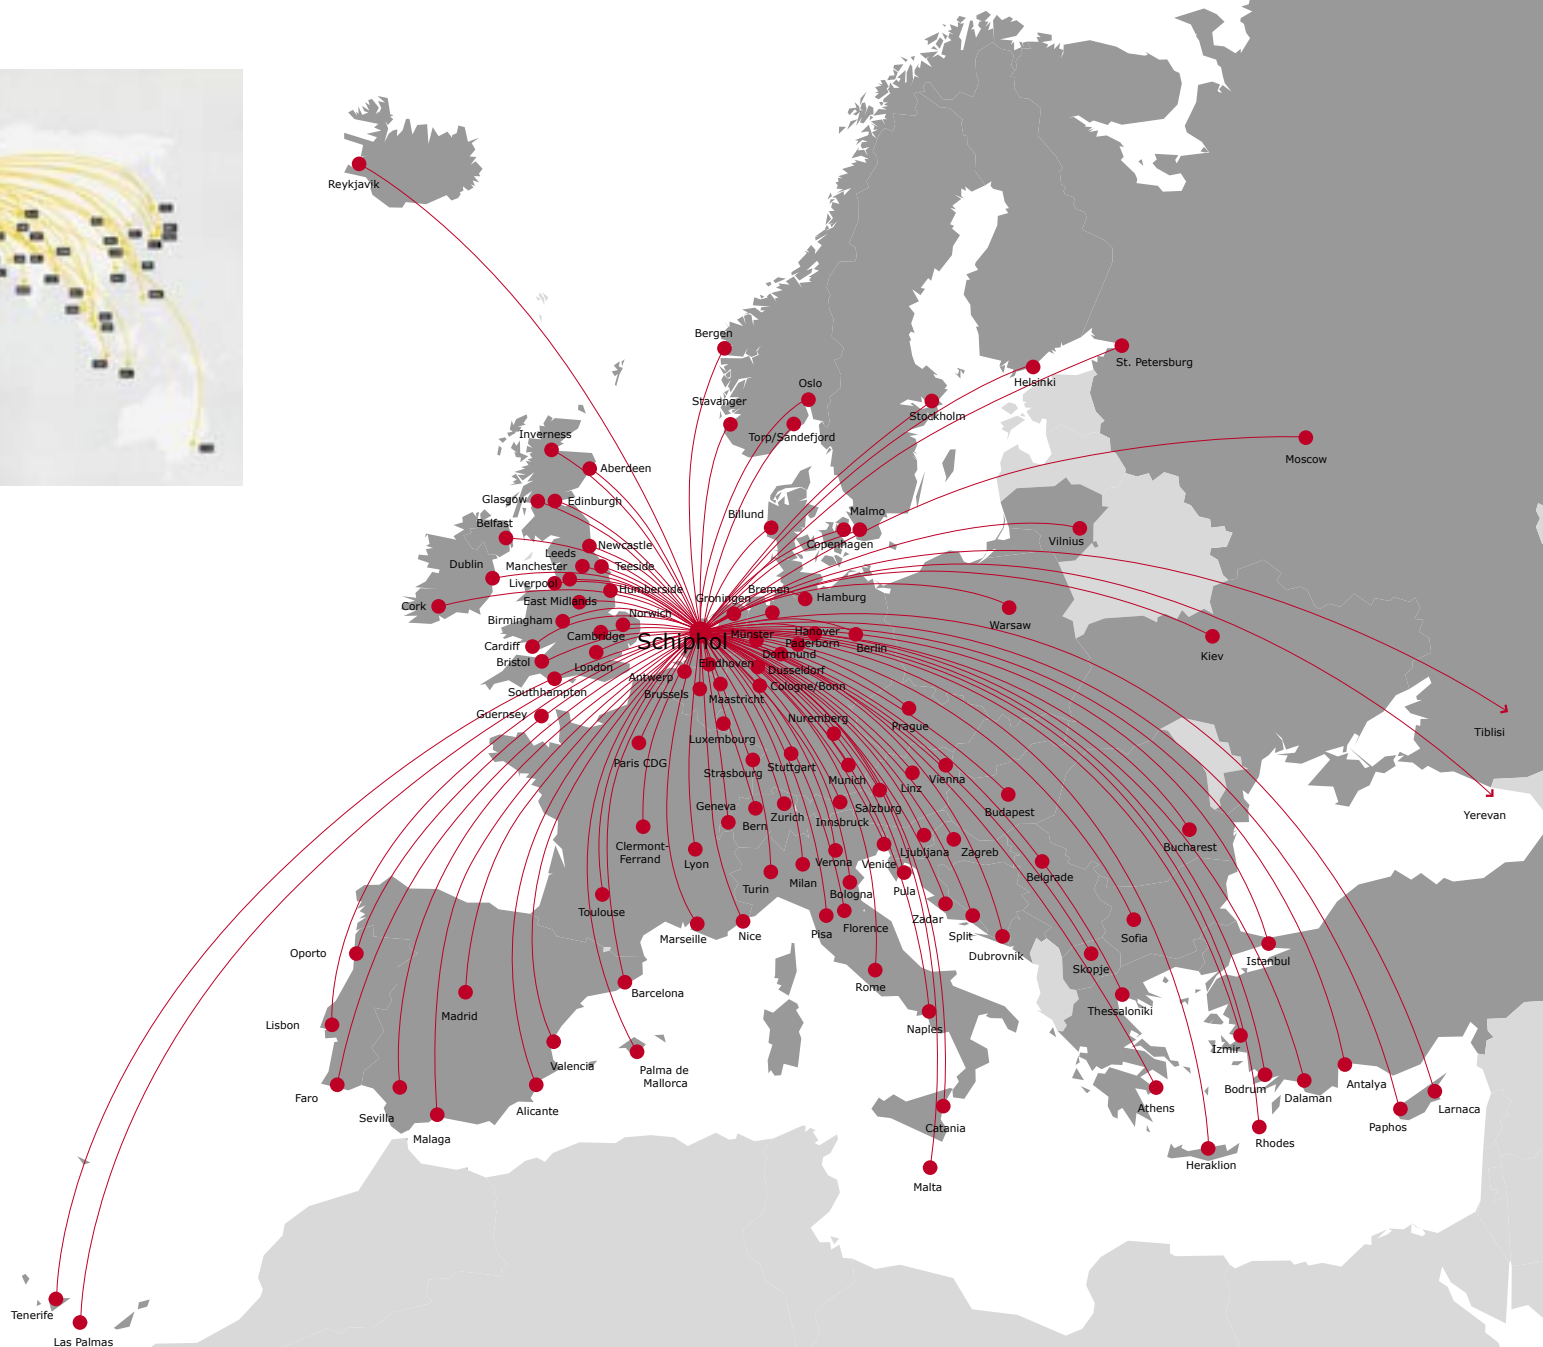 Reykjavik
Bergen
St. Petersburg
Helsinki
Oslo
Stavanger
Stockholm
Torp/Sandefjord
Inverness
Moscow
Aberdeen
Glasgow
Edinburgh
Billund
Malmo
Belfast
Vilnius
Copenhagen
Newcastle
Leeds
Dublin
Manchester
Teeside
Liverpool
Humberside
Bremen
Groningen
Hamburg
East Midlands
Cork
Norwich
Birmingham
Warsaw
Cambridge
Schiphol
Münster
Hanover
Paderborn
Berlin
Cardiff
Dortmund
Kiev
Bristol
London
Eindhoven
Dusseldorf
Antwerp
Cologne/Bonn
Southhampton
Brussels
Maastricht
Guernsey
Nuremberg
Prague
Tiblisi
Luxembourg
Paris CDG
Strasbourg
Stuttgart
Munich
Vienna
Linz
Geneva
Salzburg
Budapest
Yerevan
Bern
Zurich
Innsbruck
Clermont-
Ferrand
Lyon
Verona
Venice
Ljubljana
Zagreb
Bucharest
Turin
Milan
Bologna
Pula
Belgrade
Toulouse
Zadar
Marseille
Nice
Pisa
Florence
Split
Sofia
Oporto
Dubrovnik
Istanbul
Skopje
Rome
Barcelona
Madrid
Lisbon
Naples
Thessaloniki
Izmir
Valencia
Palma de
Mallorca
Faro
Sevilla
Alicante
Bodrum
Dalaman
Antalya
Malaga
Catania
Athens
Paphos
Larnaca
Rhodes
Heraklion
Malta
Tenerife
Las Palmas